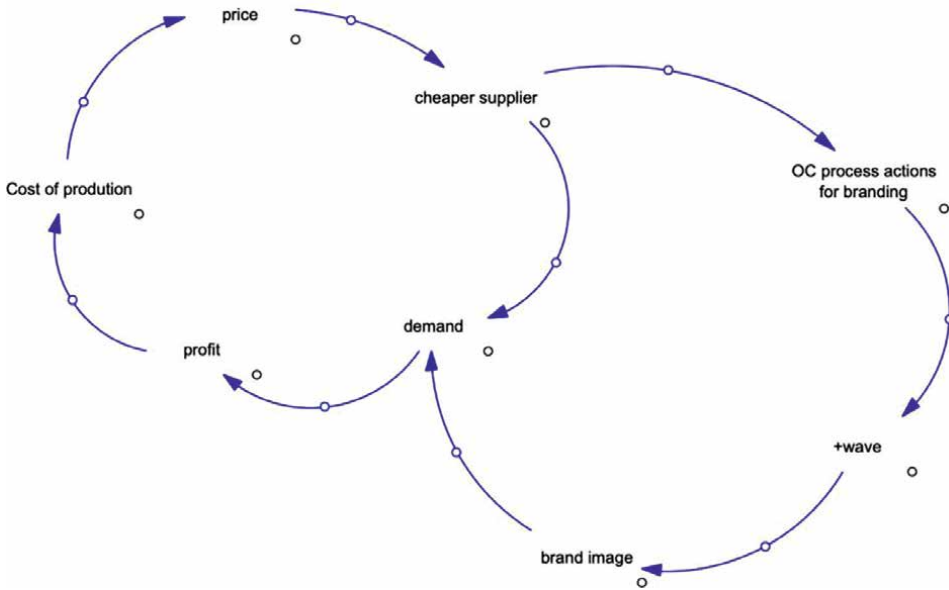 price
cheaper supplier
OC process actions
for branding
Cost of prodution
demand
profit
+wave
brand image